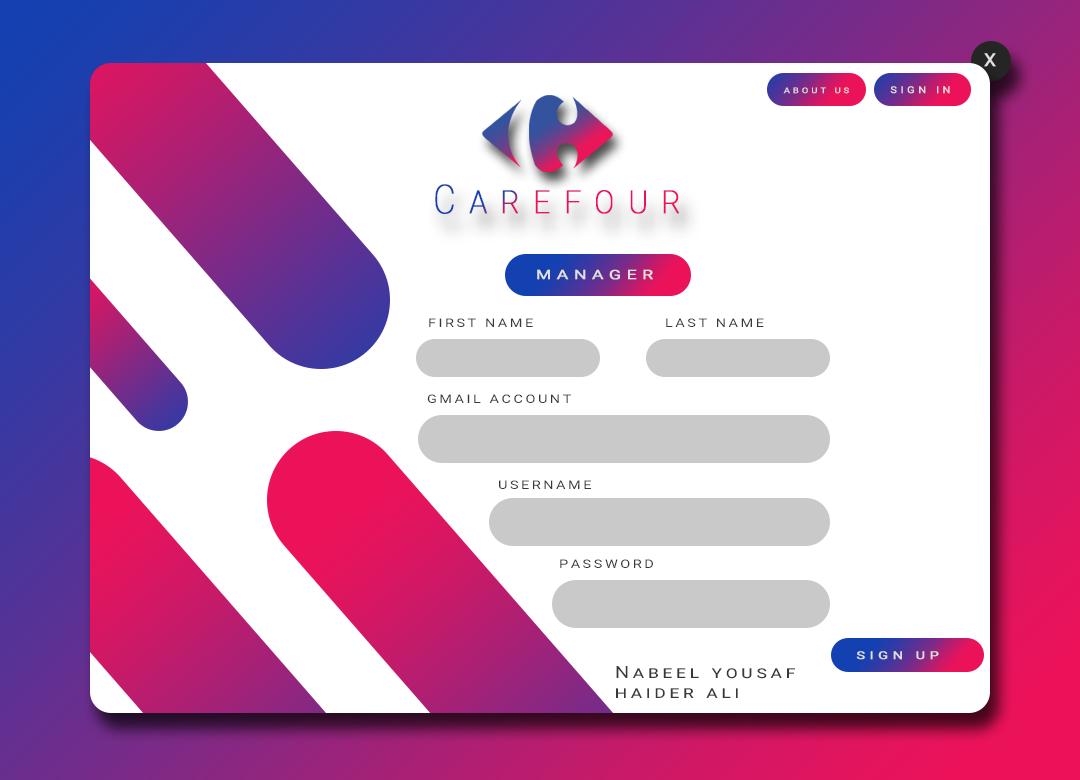 X
ABOUT US
SIGN IN
CAREFOUR
MANAGER
FIRST NAME
LAST NAME
GMAIL ACCOUNT
USERNAME
PASSWORD
SIGN UP
NABEEL YOUSAF
HAIDER ALI